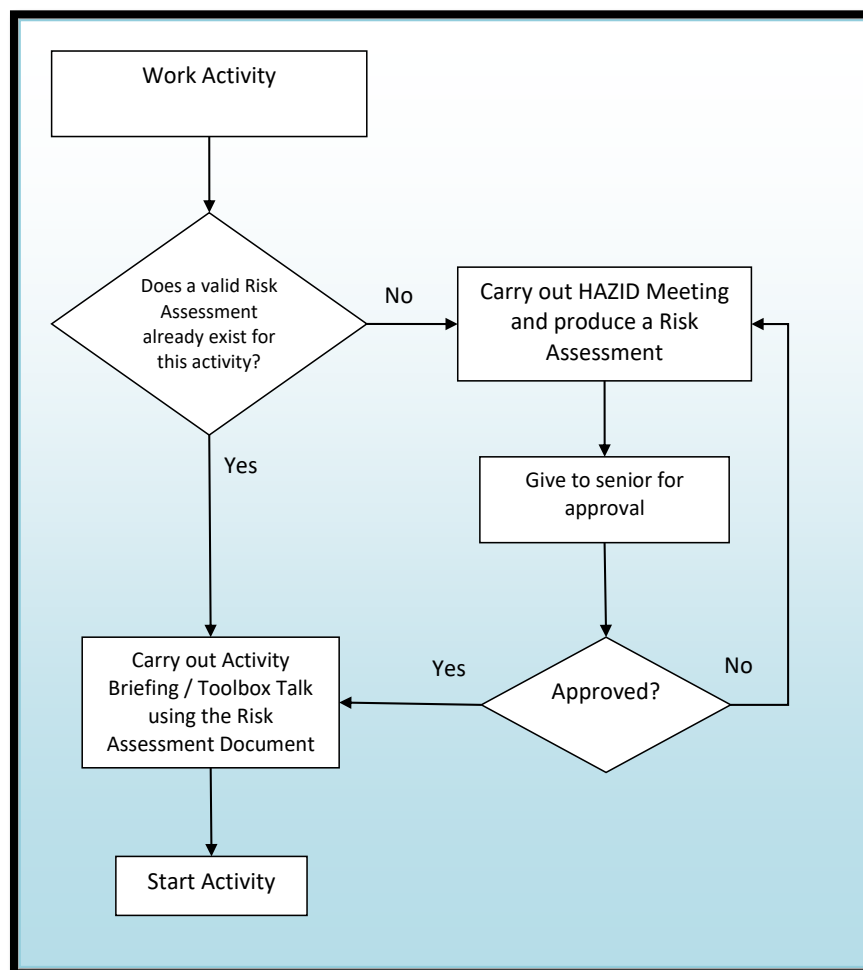 Work Activity
Does a valid Risk
Assessment
already exist for
this activity?
No
Carry out HAZID Meeting
and produce a Risk
Assessment
Yes
Give to senior for
approval
Carry out Activity
Briefing / Toolbox Talk
using the Risk
Assessment Document
Yes
Approved?
No
Start Activity